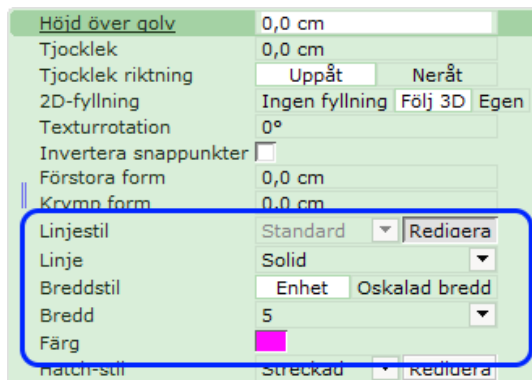 Höjd över golv 0,0 cm
Tjocklek 0,0 cm
Tjocklek riktning Uppåt Neråt
2D-fyllning Ingen fyllning Följ 3D Egen
Texturrotation 0°
Invertera snappunkter
Förstora form 0,0 cm
Krymp form 0,0 cm
Linjestil Standard Redigera
Linje Solid
Breddstil Enhet Oskalad bredd
Bredd 5
Färg
Hatch-stil Streckad Redigera